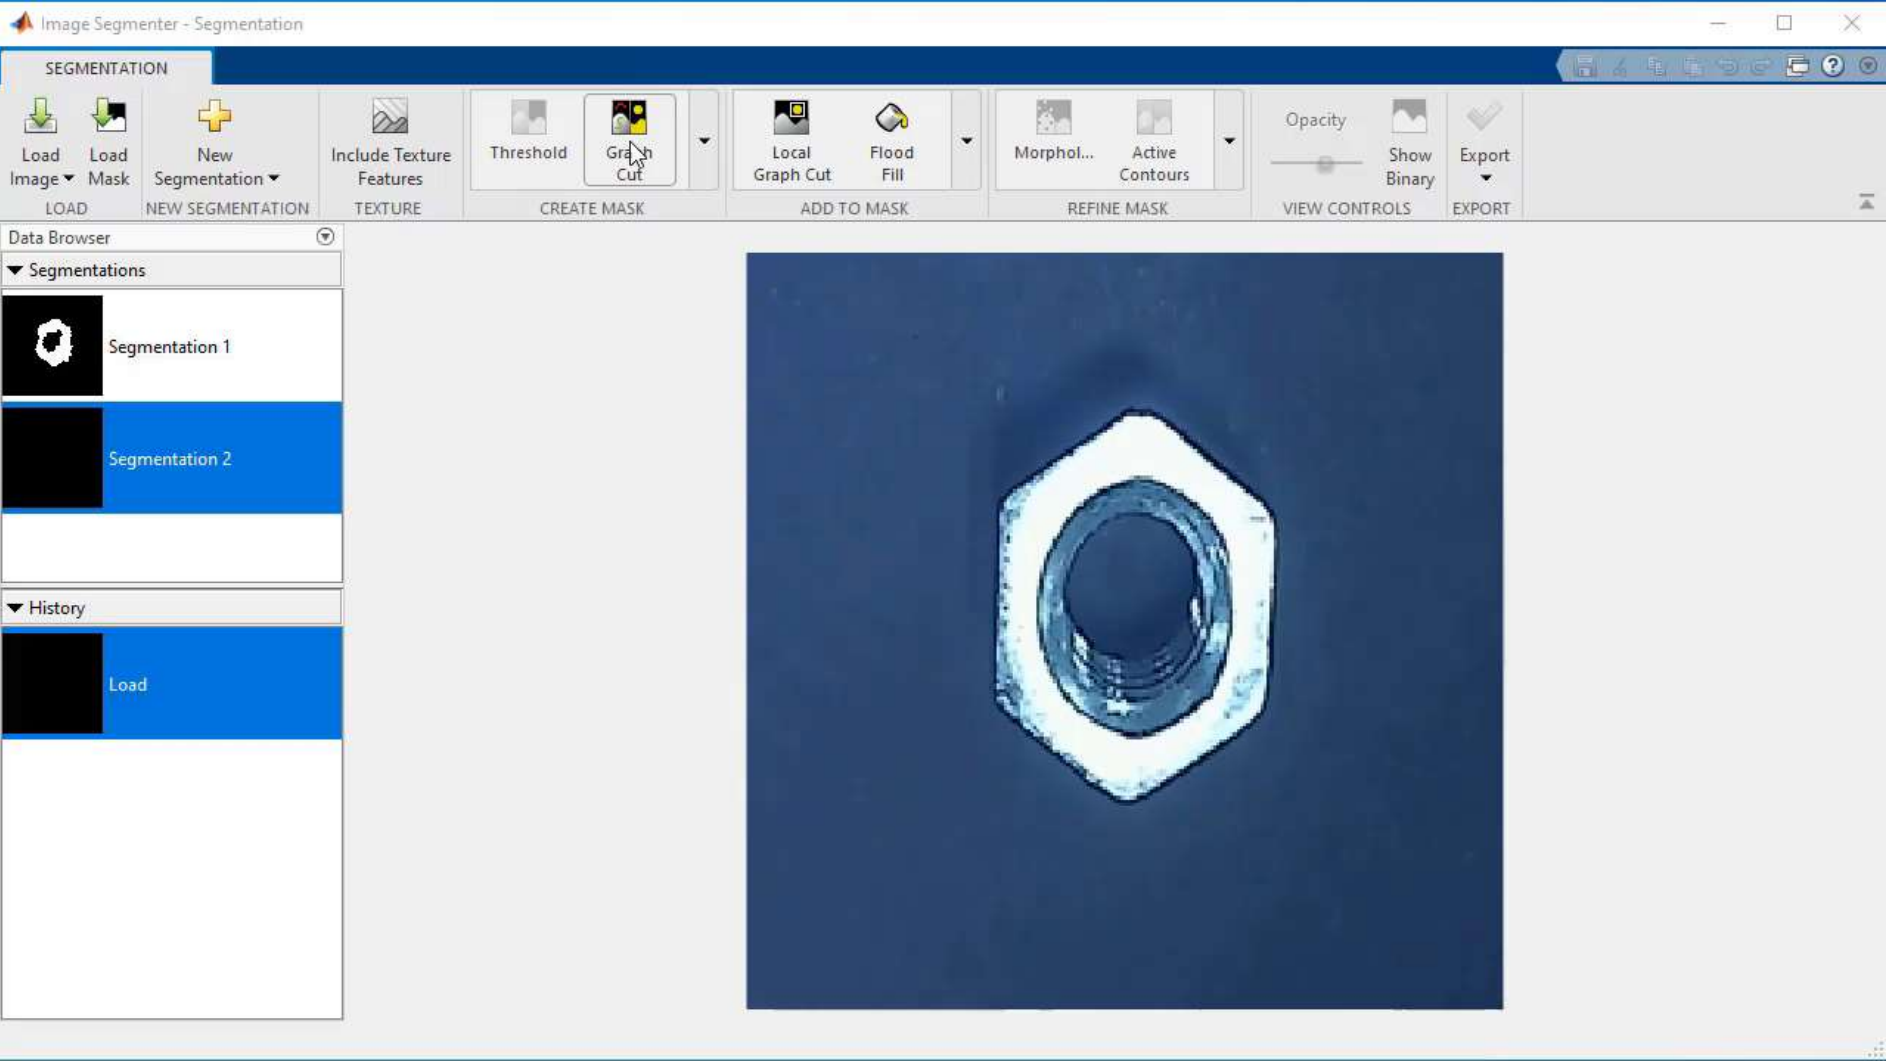 Image Segmenter - Segmentation
SEGMENTATION
Load Image
Load Mask
New Segmentation
Include Texture Features
Threshold
Graph Cut
Local Graph Cut
Flood Fill
Morphol...
Active Contours
Opacity
Show Binary
Export
LOAD
NEW SEGMENTATION
TEXTURE
CREATE MASK
ADD TO MASK
REFINE MASK
VIEW CONTROLS
EXPORT
Data Browser
Segmentations
Segmentation 1
Segmentation 2
History
Load